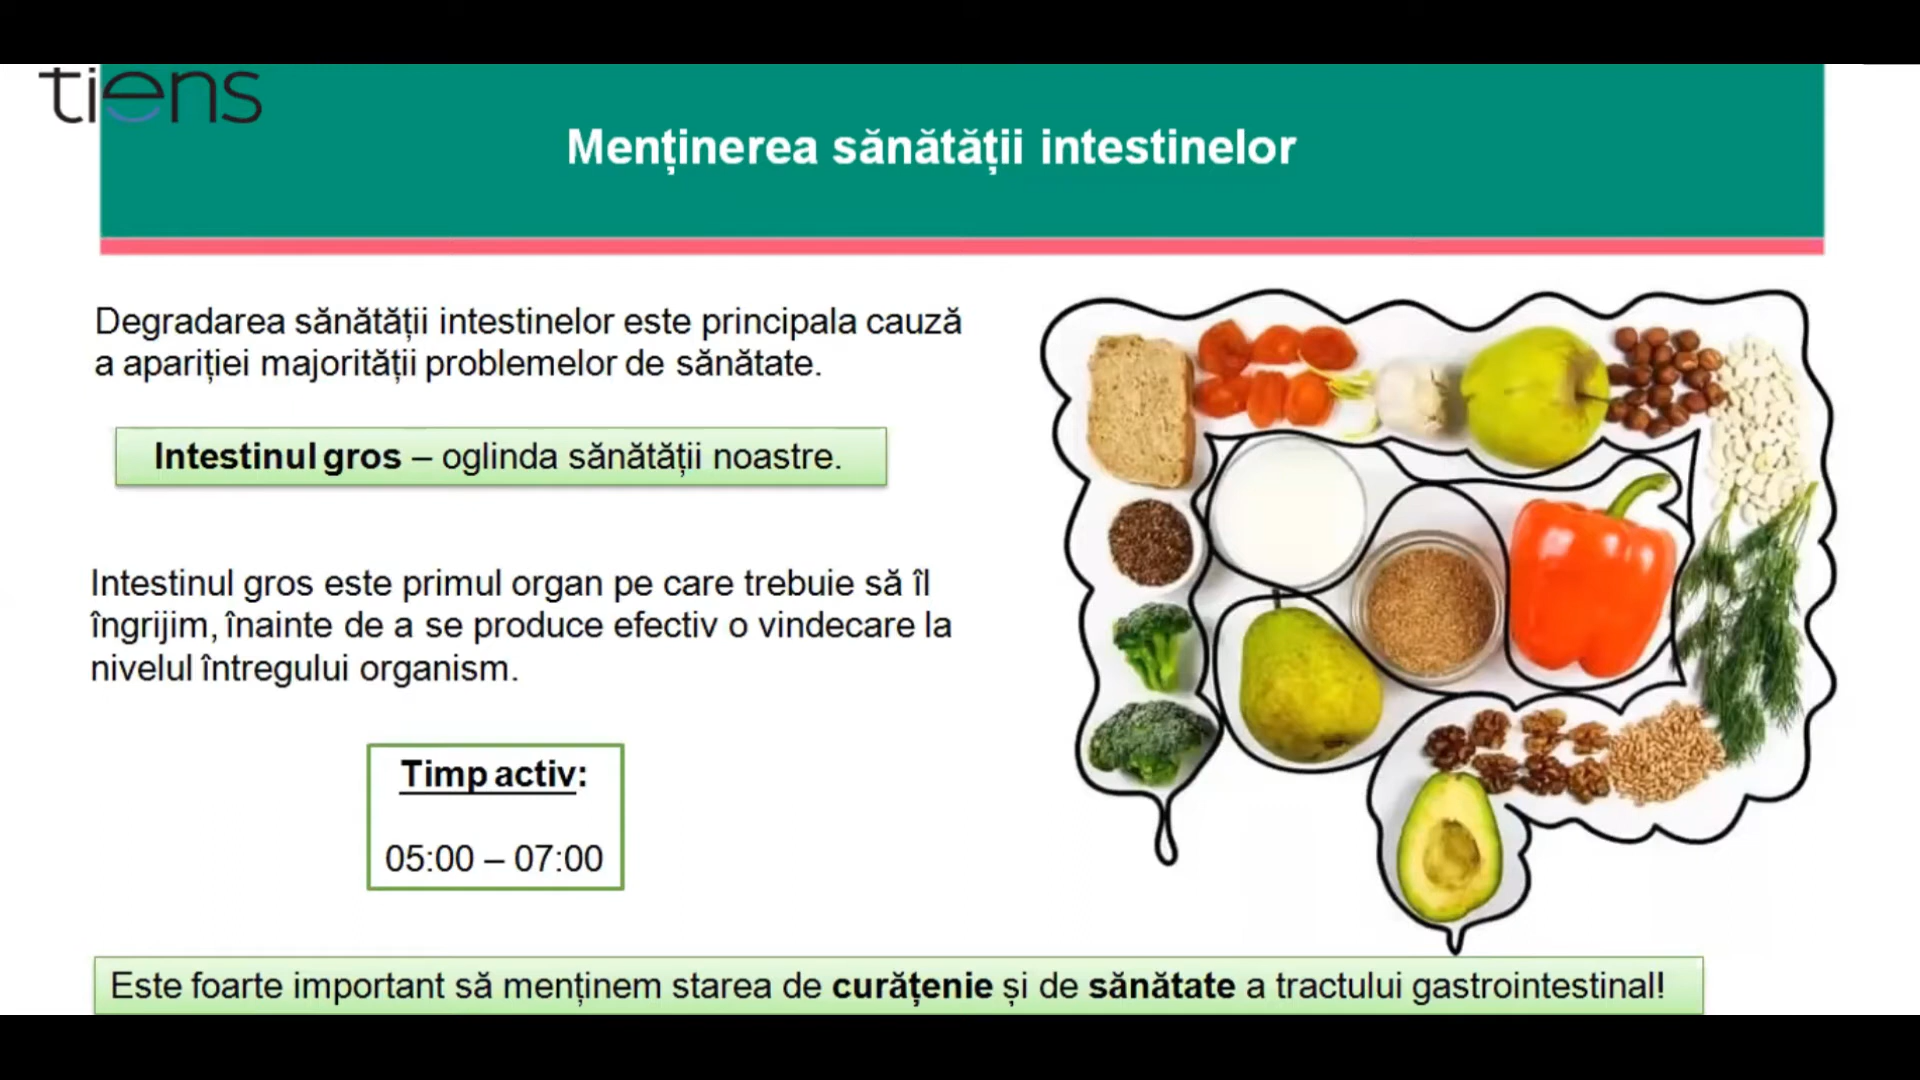 tiens
Menținerea sănătății intestinelor
Degradarea sănătății intestinelor este principala cauză
a apariției majorității problemelor de sănătate.
Intestinul gros – oglinda sănătății noastre.
Intestinul gros este primul organ pe care trebuie să îl
îngrijim, înainte de a se produce efectiv o vindecare la
nivelul întregului organism.
Timp activ:
05:00 – 07:00
Este foarte important să menținem starea de curățenie și de sănătate a tractului gastrointestinal!